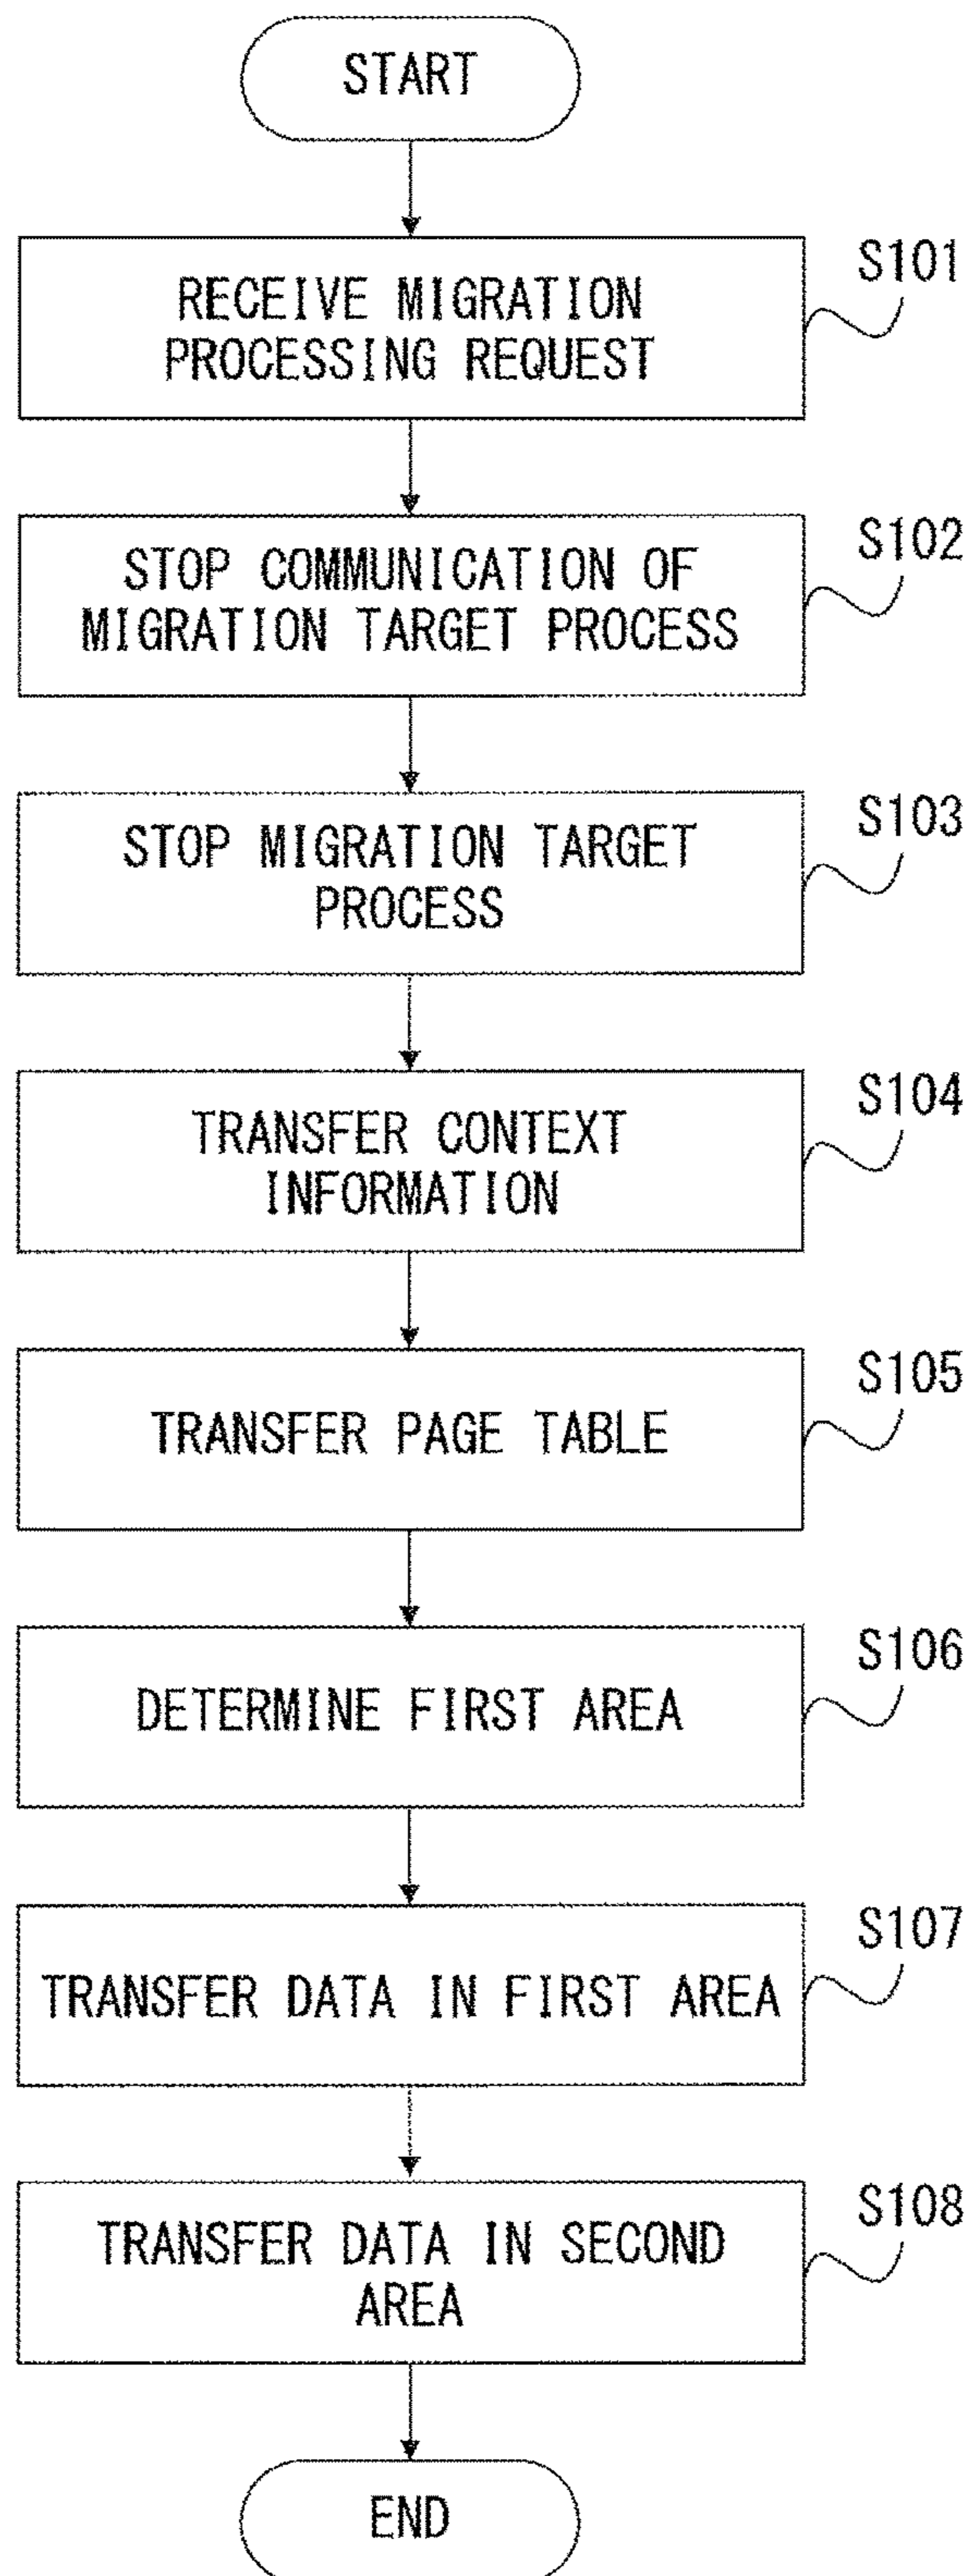 START
S101
RECEIVE MIGRATION
PROCESSING REQUEST
S102
STOP COMMUNICATION OF
MIGRATION TARGET PROCESS
S103
STOP MIGRATION TARGET
PROCESS
S104
TRANSFER CONTEXT
INFORMATION
S105
TRANSFER PAGE TABLE
S106
DETERMINE FIRST AREA
S107
TRANSFER DATA IN FIRST AREA
S108
TRANSFER DATA IN SECOND
AREA
END